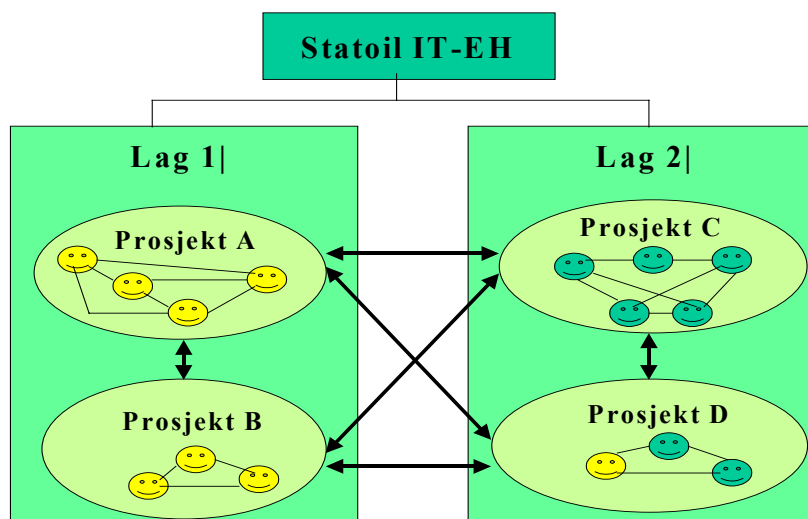 Statoil IT-EH
Lag 1|
Lag 2|
Prosjekt A
Prosjekt C
Prosjekt B
Prosjekt D